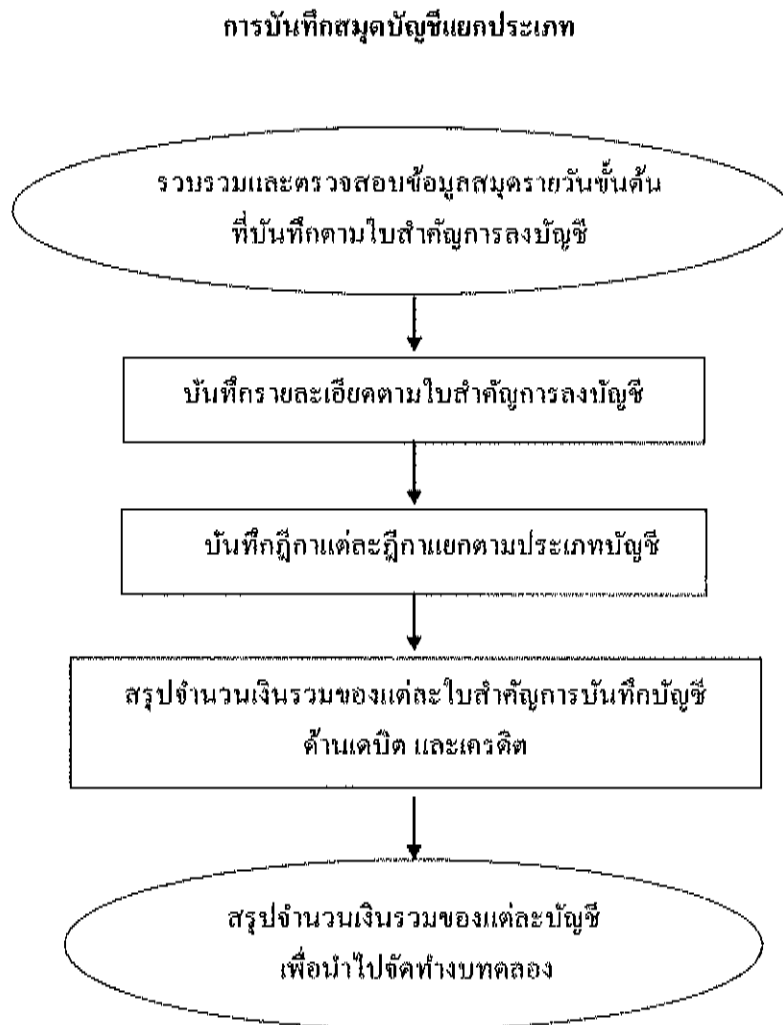 การบันทึกสมุดบัญชีแยกประเภท
รวบรวมและตรวจสอบข้อมูลสมุดรายวันขั้นต้น
ที่บันทึกตามใบสำคัญการลงบัญชี
บันทึกรายละเอียดตามใบสำคัญการลงบัญชี
บันทึกฎีกาแต่ละฎีกาแยกตามประเภทบัญชี
สรุปจำนวนเงินรวมของแต่ละใบสำคัญการบันทึกบัญชี
ด้านเดบิต และเครดิต
สรุปจำนวนเงินรวมของแต่ละบัญชี
เพื่อนำไปจัดทำงบทดลอง